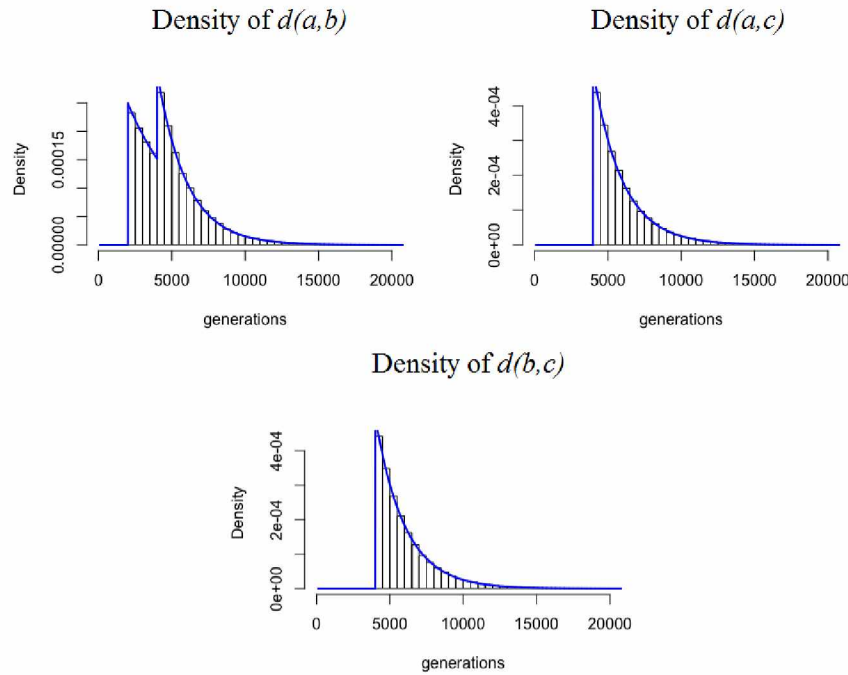 Density of d(a,b)
Density
0.00000
0.00015
0
5000
10000
15000
20000
generations
Density of d(a,c)
Density
0e+00
2e-04
4e-04
0
5000
10000
15000
20000
generations
Density of d(b,c)
Density
0e+00
2e-04
4e-04
0
5000
10000
15000
20000
generations